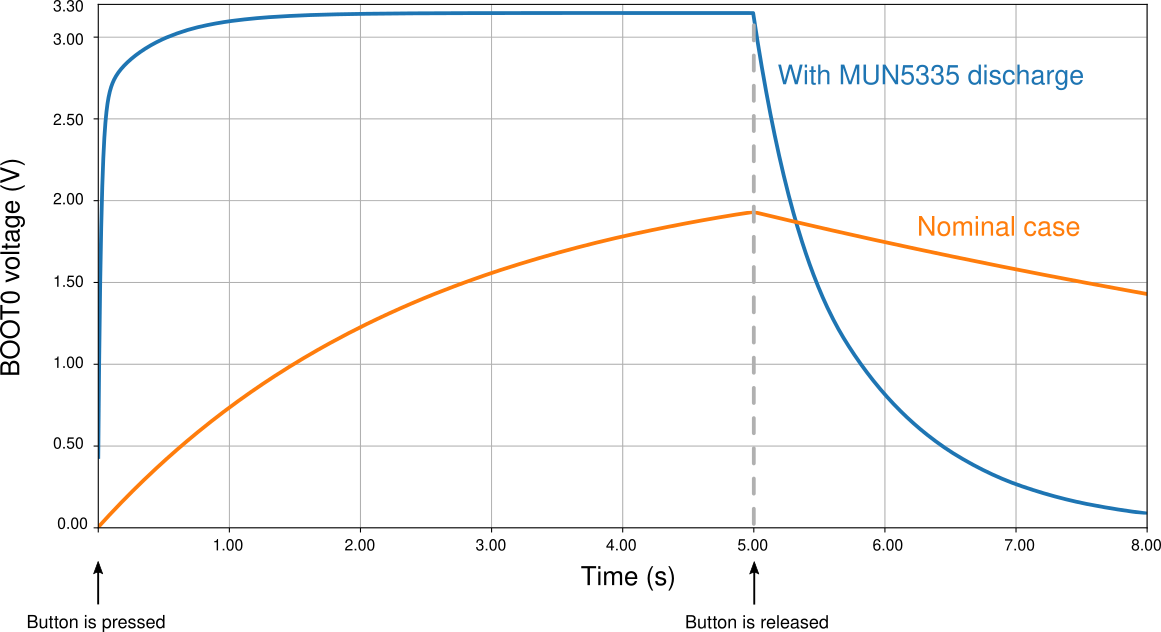 3.30
3.00
2.50
2.00
1.50
1.00
0.50
0.00
BOOT0 voltage (V)
With MUN5335 discharge
Nominal case
1.00 2.00 3.00 4.00 5.00 6.00 7.00 8.00
Time (s)
Button is pressed
Button is released